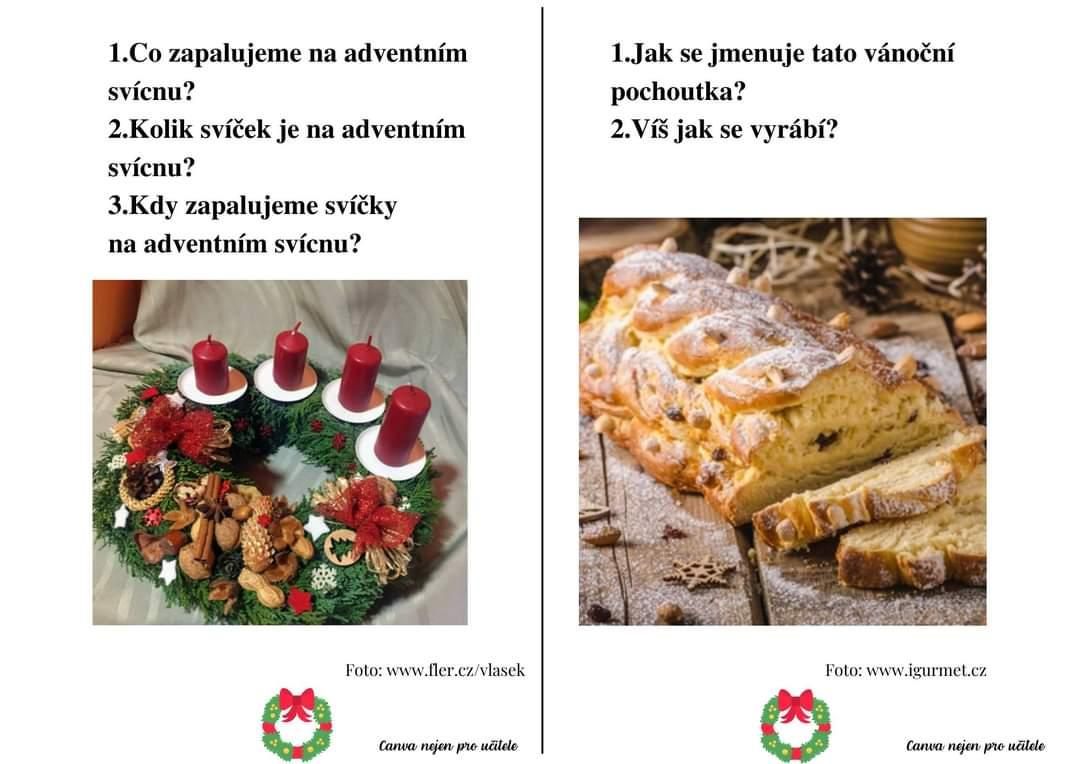 1.Co zapalujeme na adventním
svícnu?
2.Kolik svíček je na adventním
svícnu?
3.Kdy zapalujeme svíčky
na adventním svícnu?
Foto: www.fler.cz/vlasek
Canva nejen pro učitele
1.Jak se jmenuje tato vánoční
pochoutka?
2.Víš jak se vyrábí?
Foto: www.igurmet.cz
Canva nejen pro učitele